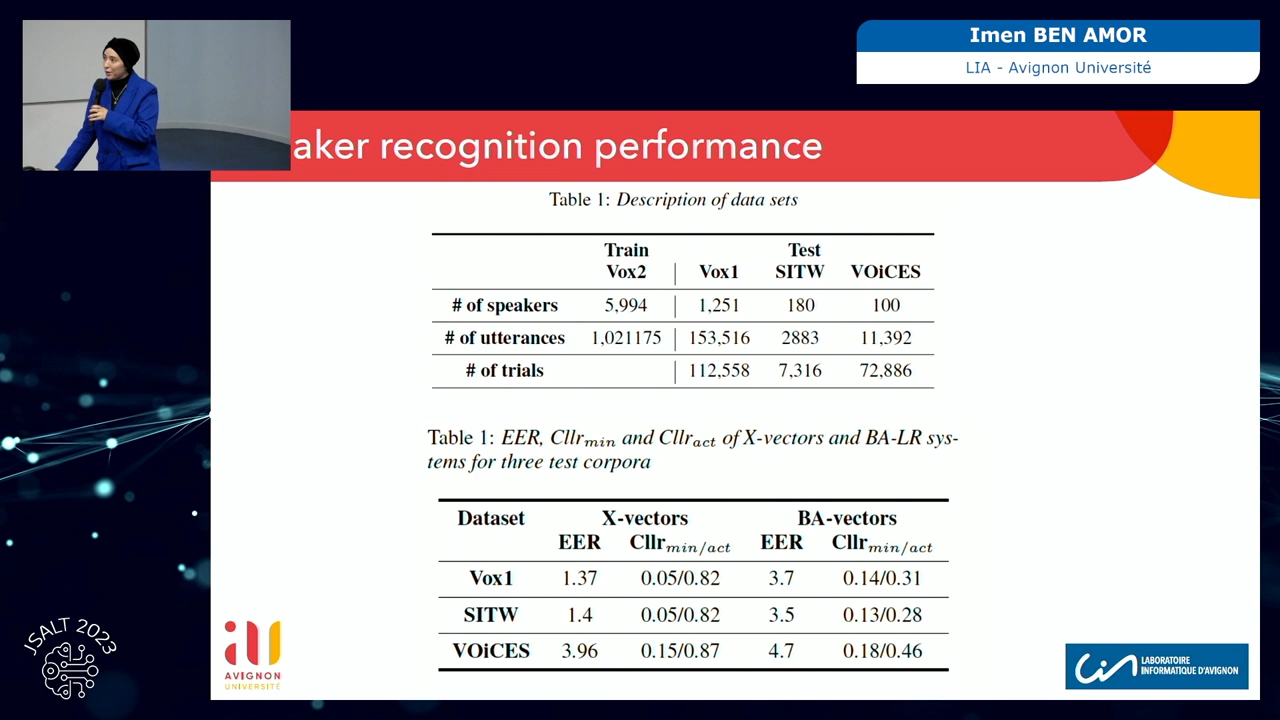 Imen BEN AMOR
LIA - Avignon Université
aker recognition performance
Table 1: Description of data sets
Train Test
Vox2 Vox1 SITW VOiCES
# of speakers 5,994 1,251 180 100
# of utterances 1,021175 153,516 2883 11,392
# of trials 112,558 7,316 72,886
Table 1: EER, Cllrmin and Cllract of X-vectors and BA-LR sys-
tems for three test corpora
Dataset X-vectors BA-vectors
EER Cllrmin/act EER Cllrmin/act
Vox1 1.37 0.05/0.82 3.7 0.14/0.31
SITW 1.4 0.05/0.82 3.5 0.13/0.28
VOiCES 3.96 0.15/0.87 4.7 0.18/0.46
JSALT 2023
AVIGNON
UNIVERSITÉ
LIA
LABORATOIRE
INFORMATIQUE D'AVIGNON